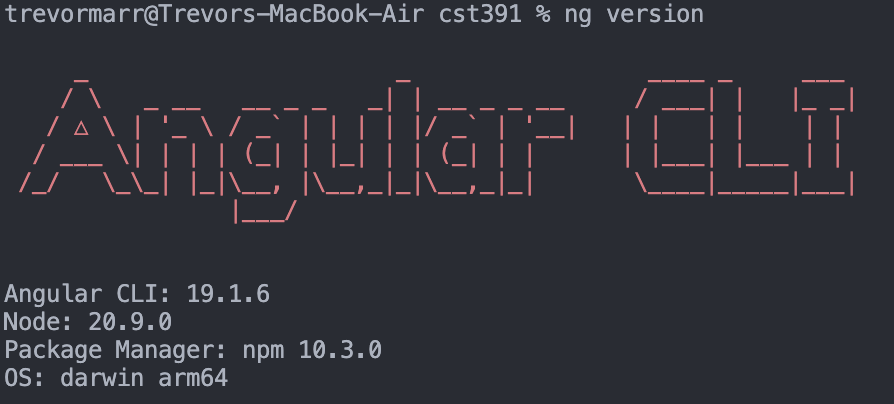 trevormarr@Trevors-MacBook-Air cst391 % ng version
Angular CLI
Angular CLI: 19.1.6
Node: 20.9.0
Package Manager: npm 10.3.0
OS: darwin arm64